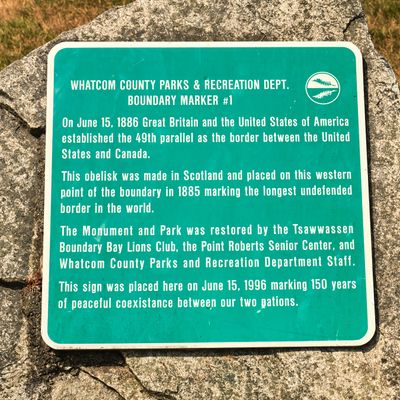 WHATCOM COUNTY PARKS & RECREATION DEPT.
BOUNDARY MARKER #1
On June 15, 1886 Great Britain and the United States of America
established the 49th parallel as the border between the United
States and Canada.
This obelisk was made in Scotland and placed on this western
point of the boundary in 1885 marking the longest undefended
border in the world.
The Monument and Park was restored by the Tsawwassen
Boundary Bay Lions Club, the Point Roberts Senior Center, and
Whatcom County Parks and Recreation Department Staff.
This sign was placed here on June 15, 1996 marking 150 years
of peaceful coexistance between our two nations.